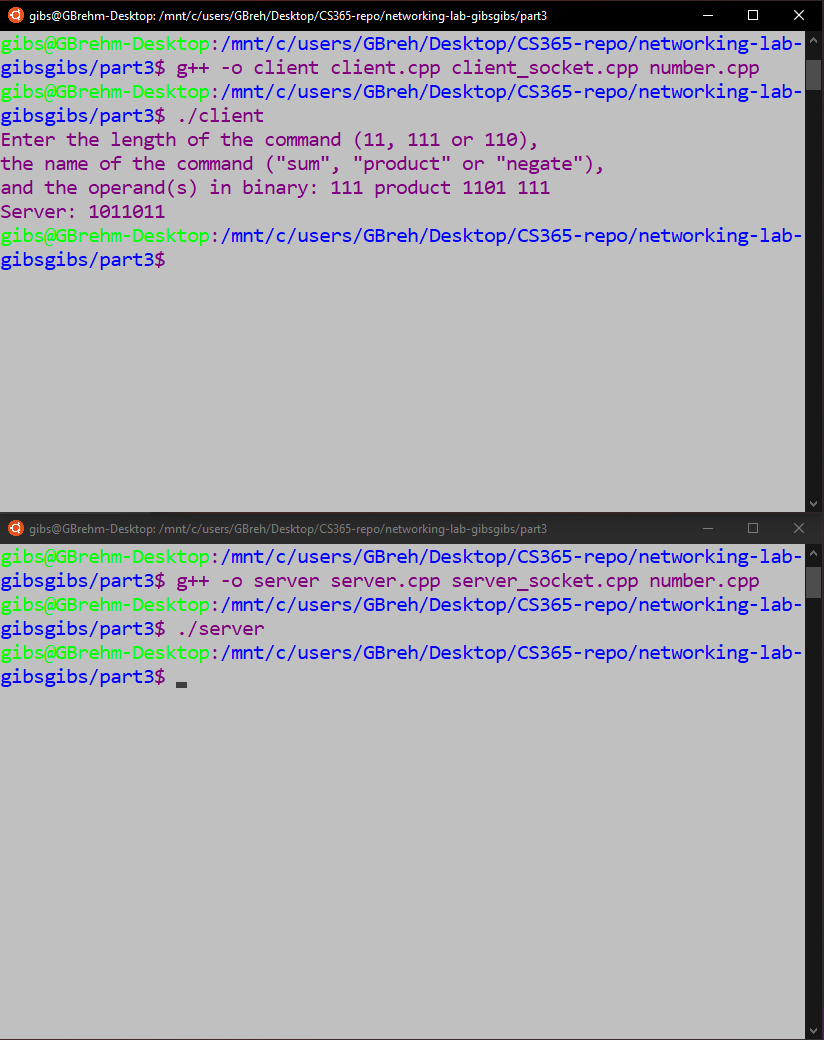 gibs@GBrehm-Desktop: /mnt/c/users/GBreh/Desktop/CS365-repo/networking-lab-gibsgibs/part3
gibs@GBrehm-Desktop:/mnt/c/users/GBreh/Desktop/CS365-repo/networking-lab-
gibsgibs/part3$ g++ -o client client.cpp client_socket.cpp number.cpp
gibs@GBrehm-Desktop:/mnt/c/users/GBreh/Desktop/CS365-repo/networking-lab-
gibsgibs/part3$ ./client
Enter the length of the command (11, 111 or 110),
the name of the command ("sum", "product" or "negate"),
and the operand(s) in binary: 111 product 1101 111
Server: 1011011
gibs@GBrehm-Desktop:/mnt/c/users/GBreh/Desktop/CS365-repo/networking-lab-
gibsgibs/part3$
gibs@GBrehm-Desktop: /mnt/c/users/GBreh/Desktop/CS365-repo/networking-lab-gibsgibs/part3
gibs@GBrehm-Desktop:/mnt/c/users/GBreh/Desktop/CS365-repo/networking-lab-
gibsgibs/part3$ g++ -o server server.cpp server_socket.cpp number.cpp
gibs@GBrehm-Desktop:/mnt/c/users/GBreh/Desktop/CS365-repo/networking-lab-
gibsgibs/part3$ ./server
gibs@GBrehm-Desktop:/mnt/c/users/GBreh/Desktop/CS365-repo/networking-lab-
gibsgibs/part3$